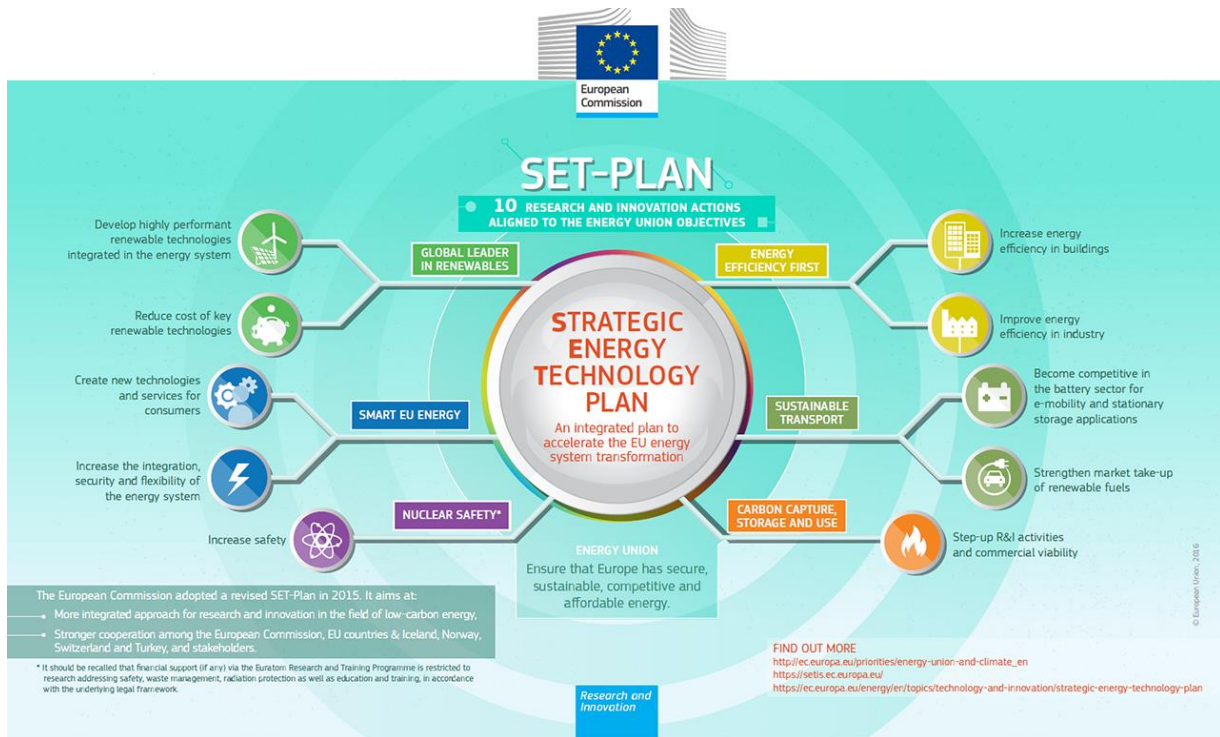 European
Commission
SET-PLAN
10 RESEARCH AND INNOVATION ACTIONS
ALIGNED TO THE ENERGY UNION OBJECTIVES
STRATEGIC
ENERGY
TECHNOLOGY
PLAN
An integrated plan to
accelerate the EU energy
system transformation
GLOBAL LEADER
IN RENEWABLES
Develop highly performant
renewable technologies
integrated in the energy system
Reduce cost of key
renewable technologies
SMART EU ENERGY
Create new technologies
and services for
consumers
Increase the integration,
security and flexibility of
the energy system
NUCLEAR SAFETY*
Increase safety
ENERGY
EFFICIENCY FIRST
Increase energy
efficiency in buildings
Improve energy
efficiency in industry
SUSTAINABLE
TRANSPORT
Become competitive in
the battery sector for
e-mobility and stationary
storage applications
Strengthen market take-up
of renewable fuels
CARBON CAPTURE,
STORAGE AND USE
Step-up R&I activities
and commercial viability
ENERGY UNION
Ensure that Europe has secure,
sustainable, competitive and
affordable energy.
The European Commission adopted a revised SET-Plan in 2015. It aims at:
More integrated approach for research and innovation in the field of low-carbon energy,
Stronger cooperation among the European Commission, EU countries & Iceland, Norway,
Switzerland and Turkey, and stakeholders.
* It should be recalled that financial support (if any) via the Euratom Research and Training Programme is restricted to
research addressing safety, waste management, radiation protection as well as education and training, in accordance
with the underlying legal framework.
FIND OUT MORE
http://ec.europa.eu/priorities/energy-union-and-climate_en
https://setis.ec.europa.eu/
https://ec.europa.eu/energy/en/topics/technology-and-innovation/strategic-energy-technology-plan
© European Union, 2016
Research and
Innovation